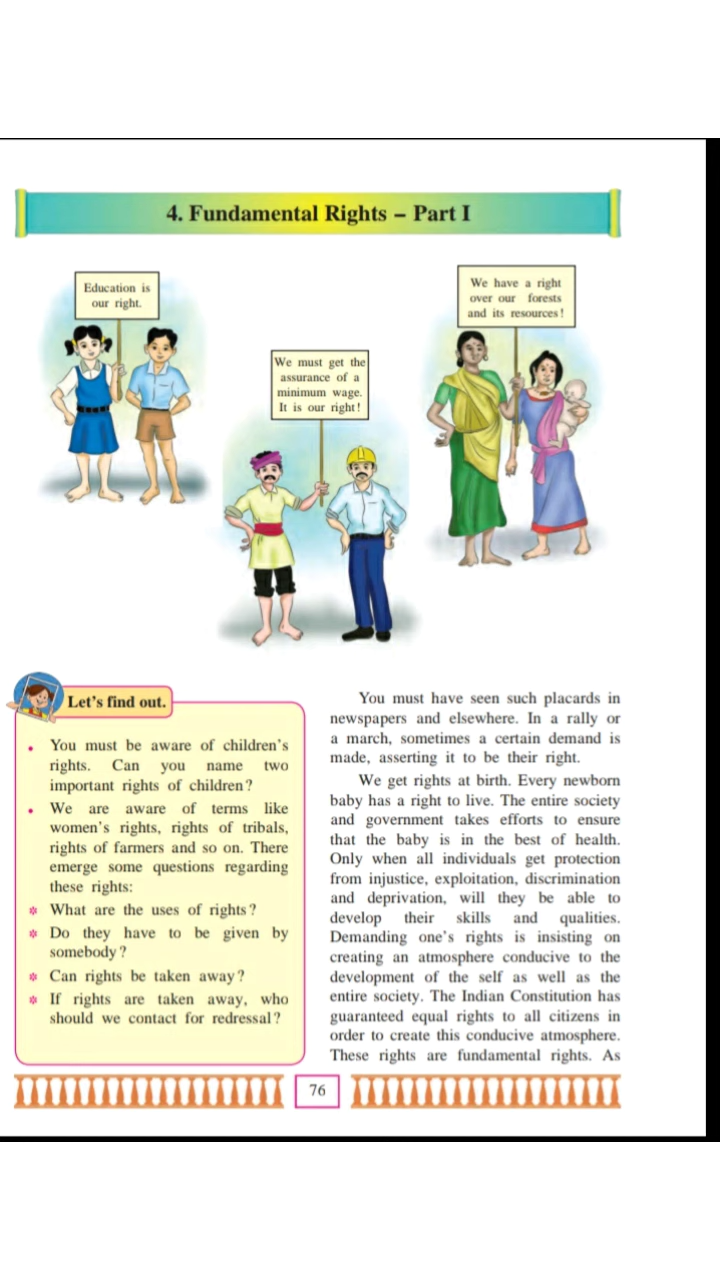 4. Fundamental Rights – Part I
Education is
our right.
We must get the
assurance of a
minimum wage.
It is our right!
We have a right
over our forests
and its resources!
Let's find out.
• You must be aware of children's
rights. Can you name two
important rights of children?
• We are aware of terms like
women's rights, rights of tribals,
rights of farmers and so on. There
emerge some questions regarding
these rights:
* What are the uses of rights?
* Do they have to be given by
somebody?
* Can rights be taken away?
* If rights are taken away, who
should we contact for redressal?
You must have seen such placards in
newspapers and elsewhere. In a rally or
a march, sometimes a certain demand is
made, asserting it to be their right.
We get rights at birth. Every newborn
baby has a right to live. The entire society
and government takes efforts to ensure
that the baby is in the best of health.
Only when all individuals get protection
from injustice, exploitation, discrimination
and deprivation, will they be able to
develop their skills and qualities.
Demanding one's rights is insisting on
creating an atmosphere conducive to the
development of the self as well as the
entire society. The Indian Constitution has
guaranteed equal rights to all citizens in
order to create this conducive atmosphere.
These rights are fundamental rights. As
76